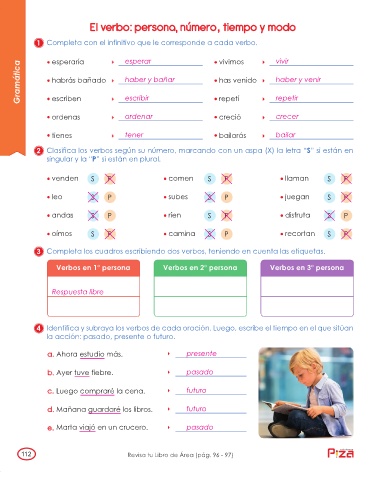 El verbo: persona, número, tiempo y modo
Gramática
1 Completa con el infinitivo que le corresponde a cada verbo.
• esperaría esperar • vivimos vivir
• habrás bañado haber y bañar • has venido haber y venir
• escriben escribir • repetí repetir
• ordenas ordenar • creció crecer
• tienes tener • bailarás bailar
2 Clasifica los verbos según su número, marcando con un aspa (X) la letra “S” si están en
singular y la “P” si están en plural.
• venden S P • comen S P • llaman S P
• leo S P • subes S P • juegan S P
• andas S P • ríen S P • disfruta S P
• oímos S P • camina S P • recortan S P
3 Completa los cuadros escribiendo dos verbos, teniendo en cuenta las etiquetas.
Verbos en 1° persona Verbos en 2° persona Verbos en 3° persona
Respuesta libre
4 Identifica y subraya los verbos de cada oración. Luego, escribe el tiempo en el que sitúan
la acción: pasado, presente o futuro.
a. Ahora estudio más. presente
b. Ayer tuve fiebre. pasado
c. Luego compraré la cena. futuro
d. Mañana guardaré los libros. futuro
e. Marta viajó en un crucero. pasado
112 Revisa tu Libro de Área (pág. 96 - 97)